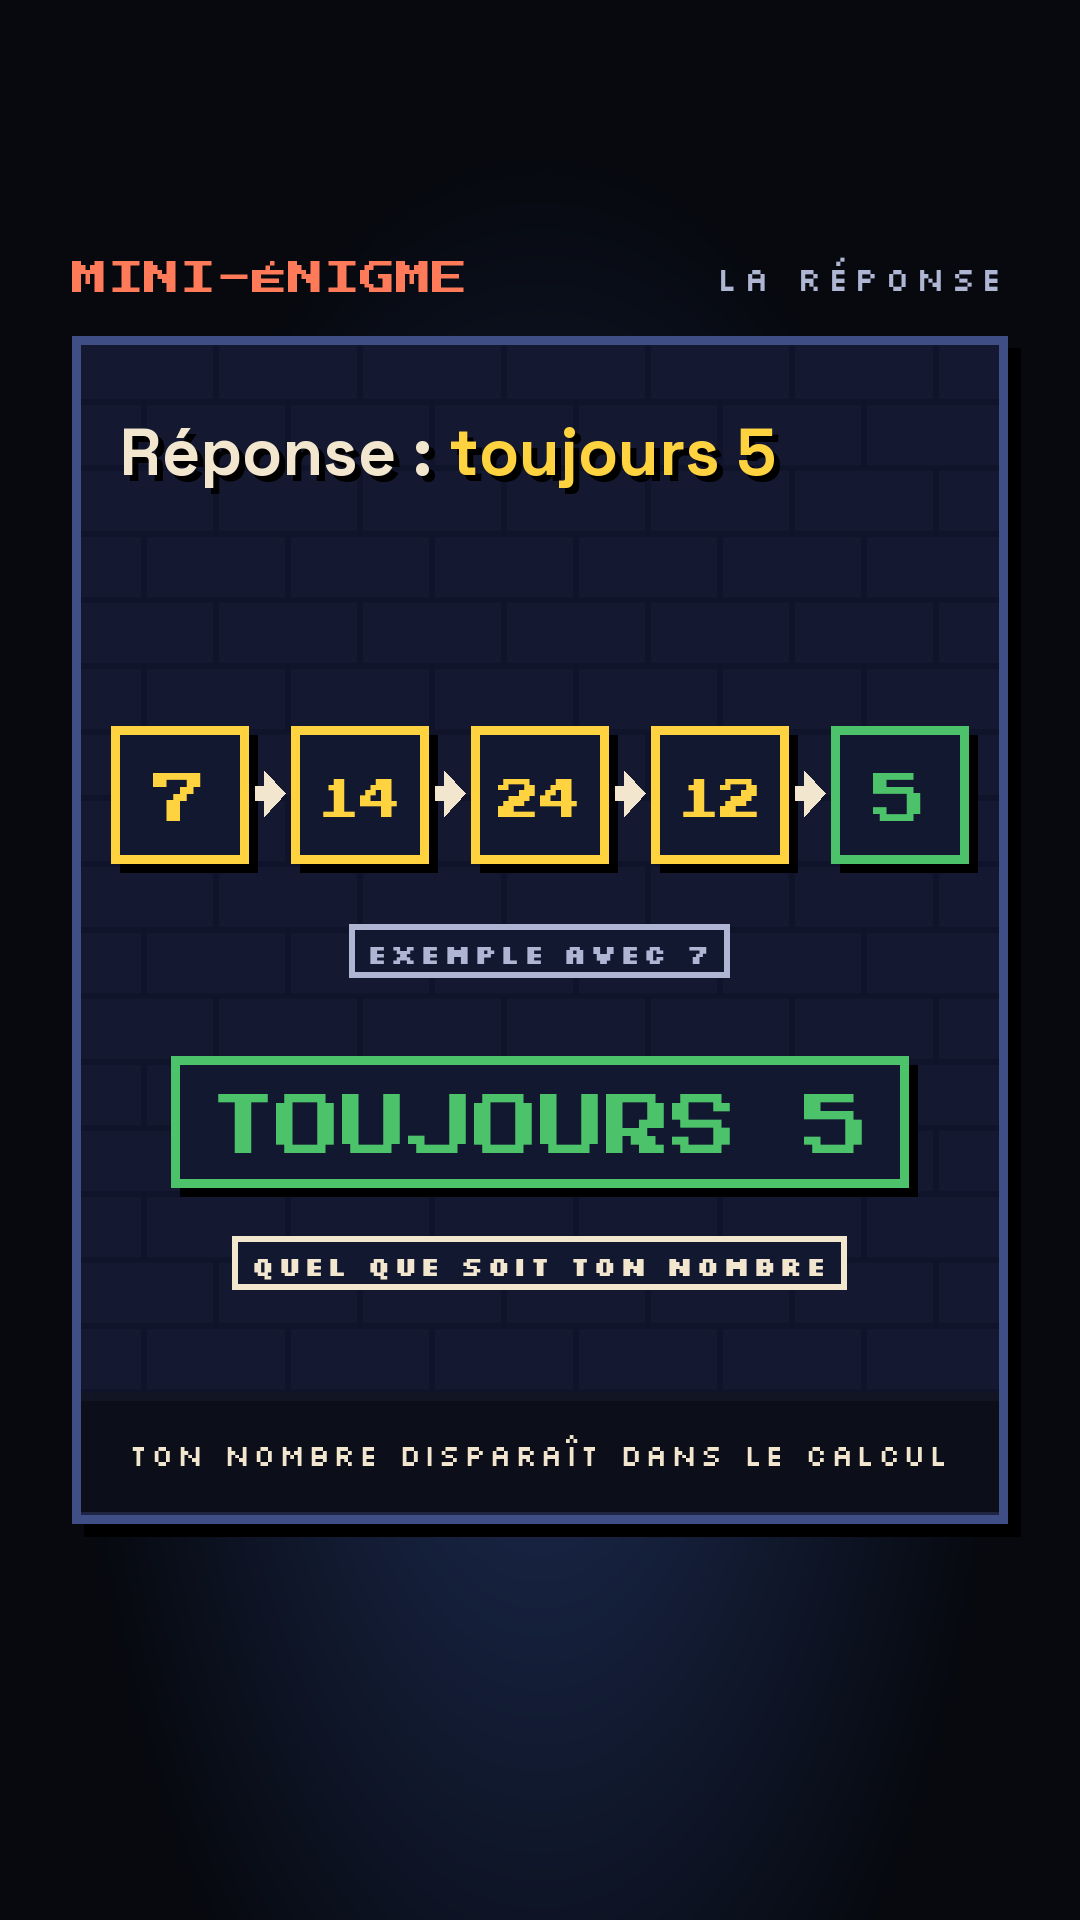 MINI-ÉNIGME
LA RÉPONSE
Réponse : toujours 5
7 14 24 12 5
EXEMPLE AVEC 7
TOUJOURS 5
QUEL QUE SOIT TON NOMBRE
TON NOMBRE DISPARAÎT DANS LE CALCUL